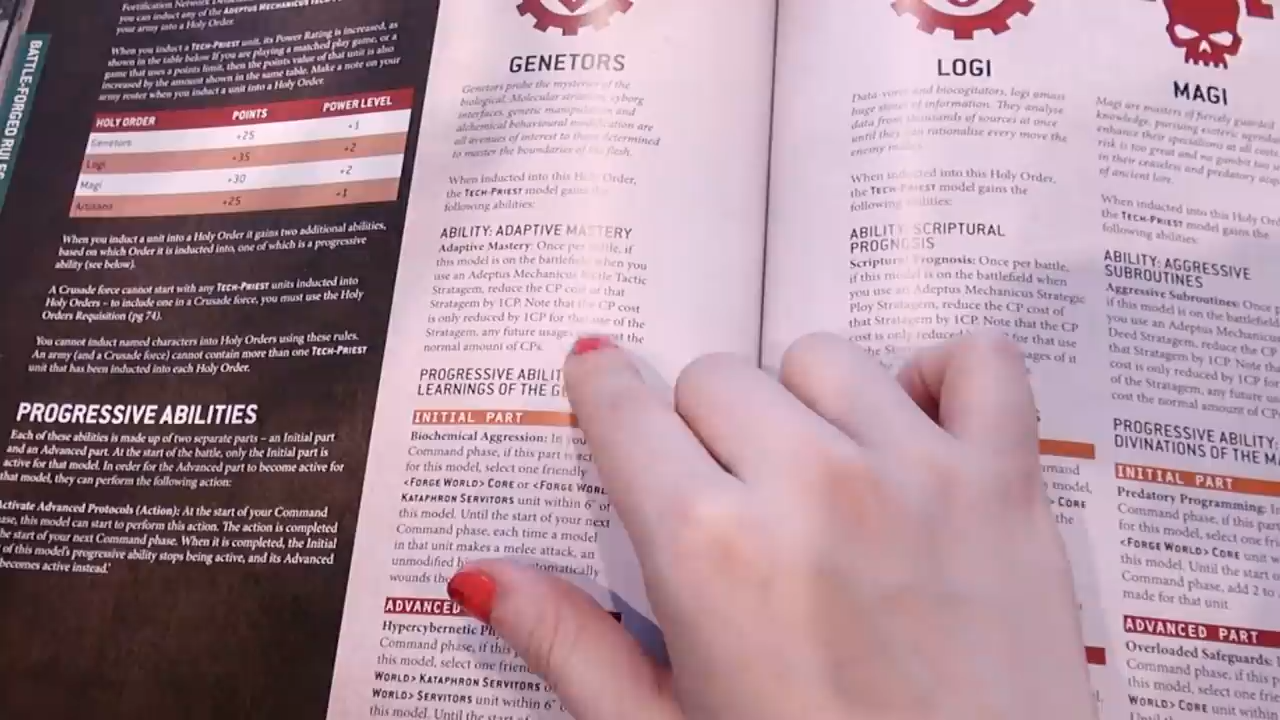 Fortification Network
you can induct any of the ADEPTUS MECHANICUS TECH-
your army into a Holy Order.
When you induct a TECH-PRIEST unit, its Power Rating is increased, as
shown in the table below. If you are playing a matched play game, or a
game that uses a points limit, then the points value of that unit is also
increased by the amount shown in the same table. Make a note on your
army roster when you induct a unit into a Holy Order.
HOLY ORDER POINTS POWER LEVEL
Genetors +25 +1
Logi +35 +2
Magi +30 +2
Artisans +25 +1
When you induct a unit into a Holy Order it gains two additional abilities,
based on which Order it is inducted into, one of which is a progressive
ability (see below).
A Crusade force cannot start with any TECH-PRIEST units inducted into
Holy Orders – to include one in a Crusade force, you must use the Holy
Orders Requisition (pg 74).
You cannot induct named characters into Holy Orders using these rules.
An army (and a Crusade force) cannot contain more than one TECH-PRIEST
unit that has been inducted into each Holy Order.
PROGRESSIVE ABILITIES
Each of these abilities is made up of two separate parts – an Initial part
and an Advanced part. At the start of the battle, only the Initial part is
active for that model. In order for the Advanced part to become active for
that model, they can perform the following action:
Activate Advanced Protocols (Action): At the start of your Command
this model can start to perform this action. The action is completed
the start of your next Command phase. When it is completed, the Initial
of this model's progressive ability stops being active, and its Advanced
becomes active instead.'
BATTLE-FORGED RULES
GENETORS
Genetors probe the mysteries of the
biological. Molecular structure, cyborg
interfaces, genetic manipulation and
alchemical behavioural modification are
all avenues of interest to those determined
to master the boundaries of the flesh.
When inducted into this Holy Order,
the TECH-PRIEST model gains the
following abilities:
ABILITY: ADAPTIVE MASTERY
Adaptive Mastery: Once per battle, if
this model is on the battlefield when you
use an Adeptus Mechanicus Battle Tactic
Stratagem, reduce the CP cost of that
Stratagem by 1CP. Note that the CP cost
is only reduced by 1CP for that use of the
Stratagem, any future usages the
normal amount of CPs.
PROGRESSIVE
LEARNINGS OF THE
INITIAL PART
Biochemical Aggression: In your
Command phase, if this part is
for this model, select one friendly
<FORGE WORLD> CORE or <FORGE
KATAPHRON SERVITORS unit within 6" of
this model. Until the start of your next
Command phase, each time a model
in that unit makes a melee attack, an
unmodified automatically
wounds the
ADVANCED
Hypercybernetic
Command phase, if this
this model, select one
WORLD> KATAPHRON SERVITORS
WORLD> SERVITORS unit within 6"
this model. Until the start of
LOGI
and biocogitators, logi amass
huge of information. They analyse
data from thousands of sources at once
until they can rationalise every move the
enemy makes.
When inducted into this Holy Order,
the TECH-PRIEST model gains the
following abilities:
ABILITY: SCRIPTURAL
PROGNOSIS
Scriptural Prognosis: Once per battle,
if this model is on the battlefield when
you use an Adeptus Mechanicus Strategic
Ploy Stratagem, reduce the CP cost of
that Stratagem by 1CP. Note that the CP
cost is only reduced for that use
of it
model,
CORE
the
MAGI
Magi are masters of fiercely guarded
knowledge, pursuing esoteric
enhance their specialisms at all costs.
risk is too great and no gambit too
in their ceaseless and predatory
of ancient lore.
When inducted into this Holy
the TECH-PRIEST model gains the
following abilities:
ABILITY: AGGRESSIVE
SUBROUTINES
Aggressive Subroutines: Once
if this model is on the battlefield
you use an Adeptus Mechanicus
Deed Stratagem, reduce the CP
that Stratagem by 1CP. Note
cost is only reduced by 1CP for
of the Stratagem, any future
cost the normal amount of
PROGRESSIVE ABILITY:
DIVINATIONS OF THE
INITIAL PART
Predatory Programming: In
Command phase, if this
for this model, select one
<FORGE WORLD> CORE unit
this model. Until the start
Command phase, add 2 to
made for that unit.
ADVANCED PART
Overloaded Safeguards:
Command phase, if this
this model, select one
WORLD> CORE unit within